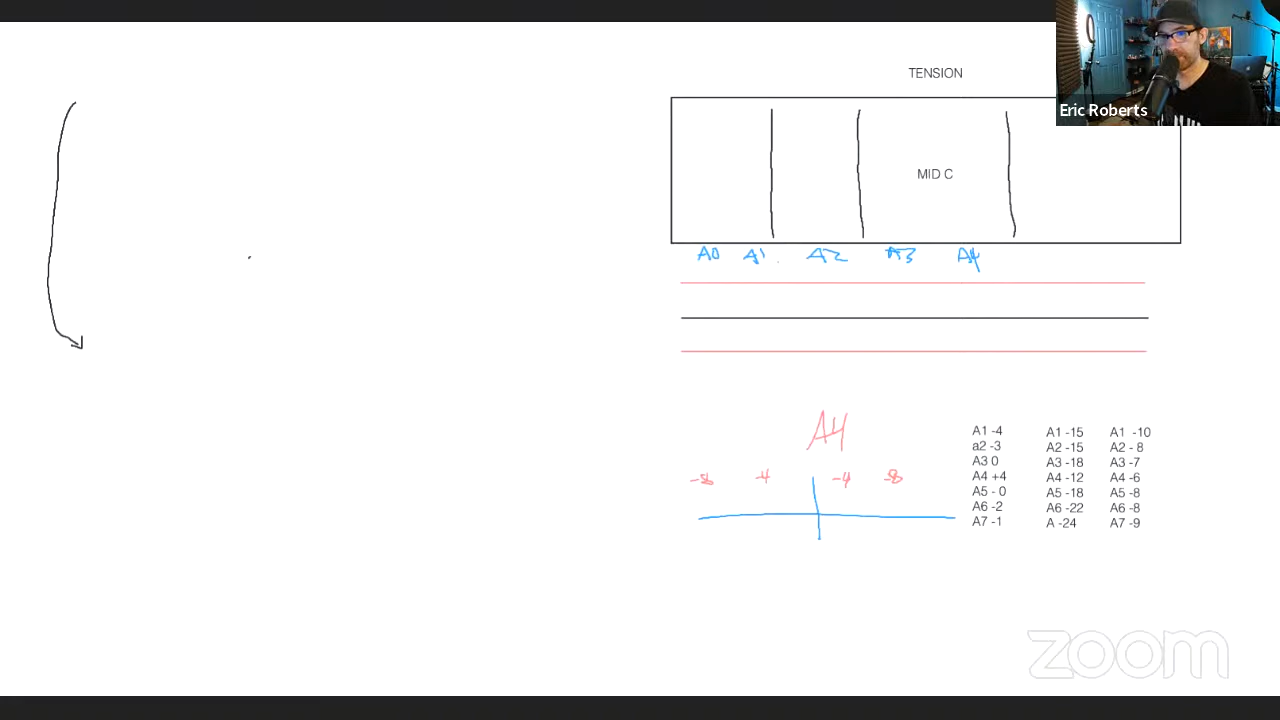 TENSION
Eric Roberts
MID C
A0 A1 A2 A3 A4
A4
-8 -4 -4 -8
A1 -4
a2 -3
A3 0
A4 +4
A5 - 0
A6 -2
A7 -1
A1 -15
A2 -15
A3 -18
A4 -12
A5 -18
A6 -22
A -24
A1 -10
A2 - 8
A3 -7
A4 -6
A5 -8
A6 -8
A7 -9
zoom